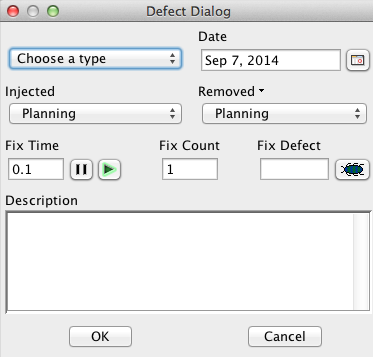 Defect Dialog
Date
Choose a type
Sep 7, 2014
Injected Removed
Planning Planning
Fix Time Fix Count Fix Defect
0.1 1
Description
OK Cancel